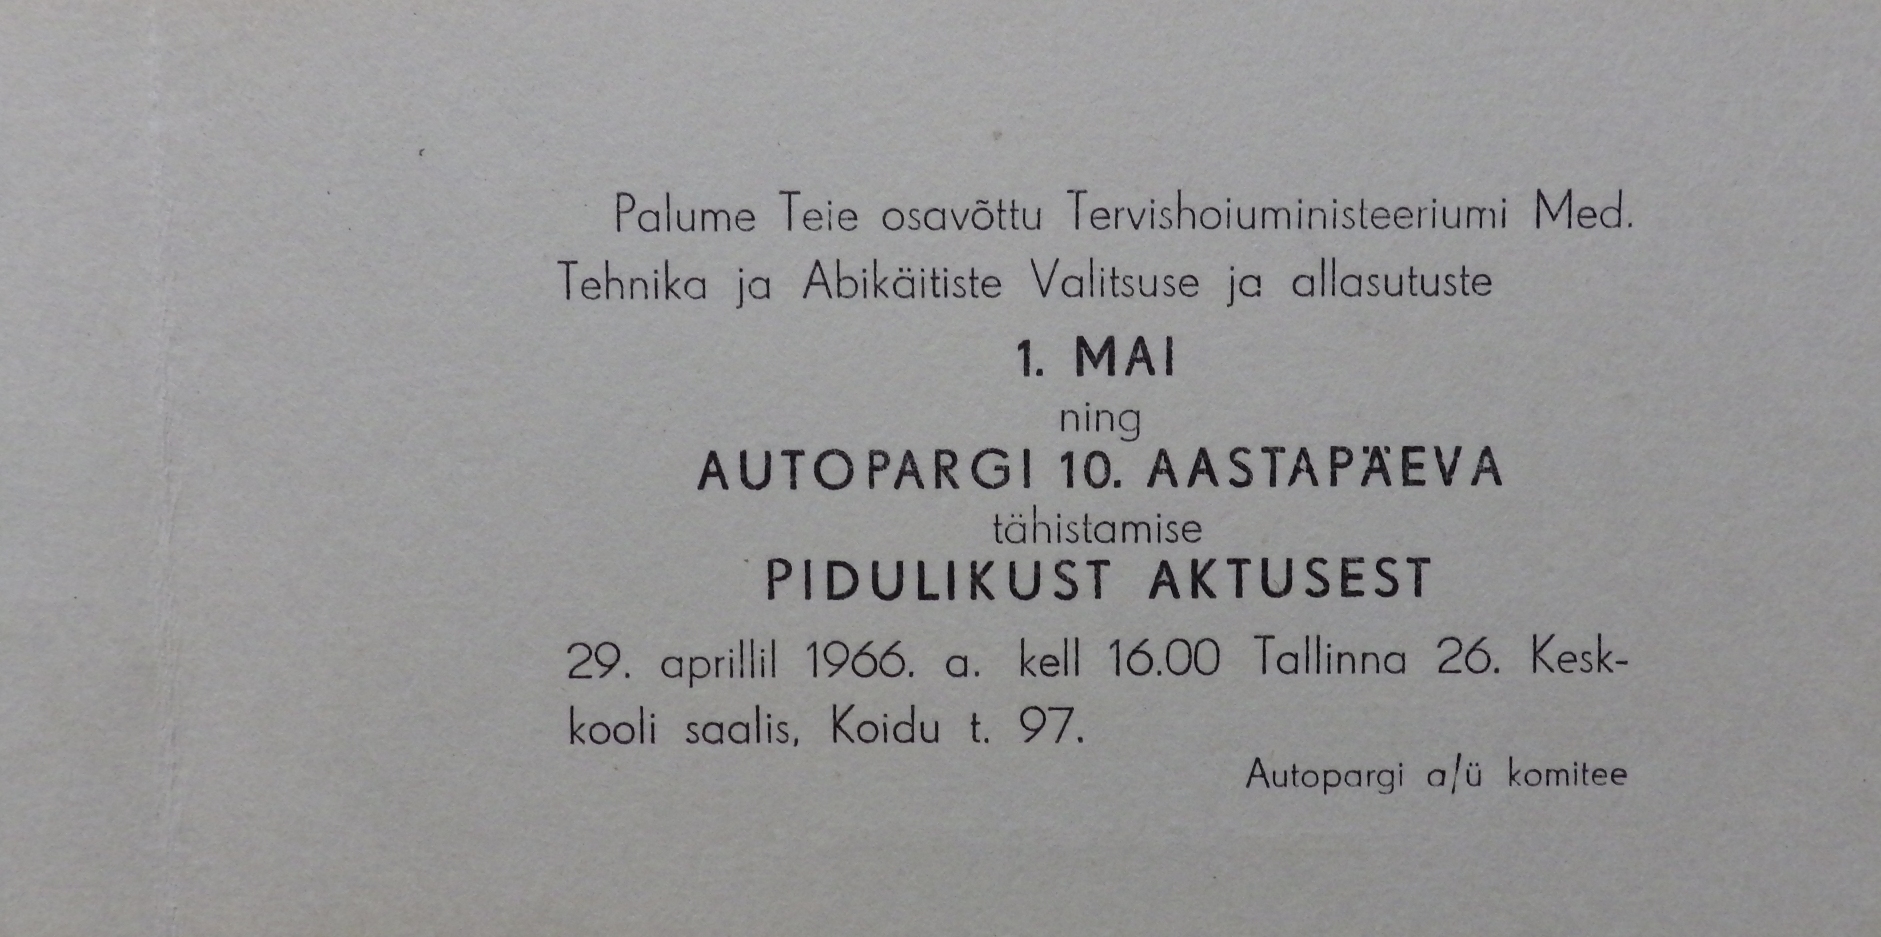 Palume Teie osavõttu Tervishoiuministeeriumi Med.
Tehnika ja Abikäitiste Valitsuse ja allasutuste
1. MAI
ning
AUTOPARGI 10. AASTAPÄEVA
tähistamise
PIDULIKUST AKTUSEST
29. aprillil 1966. a. kell 16.00 Tallinna 26. Kesk-
kooli saalis, Koidu t. 97.
Autopargi a/ü komitee